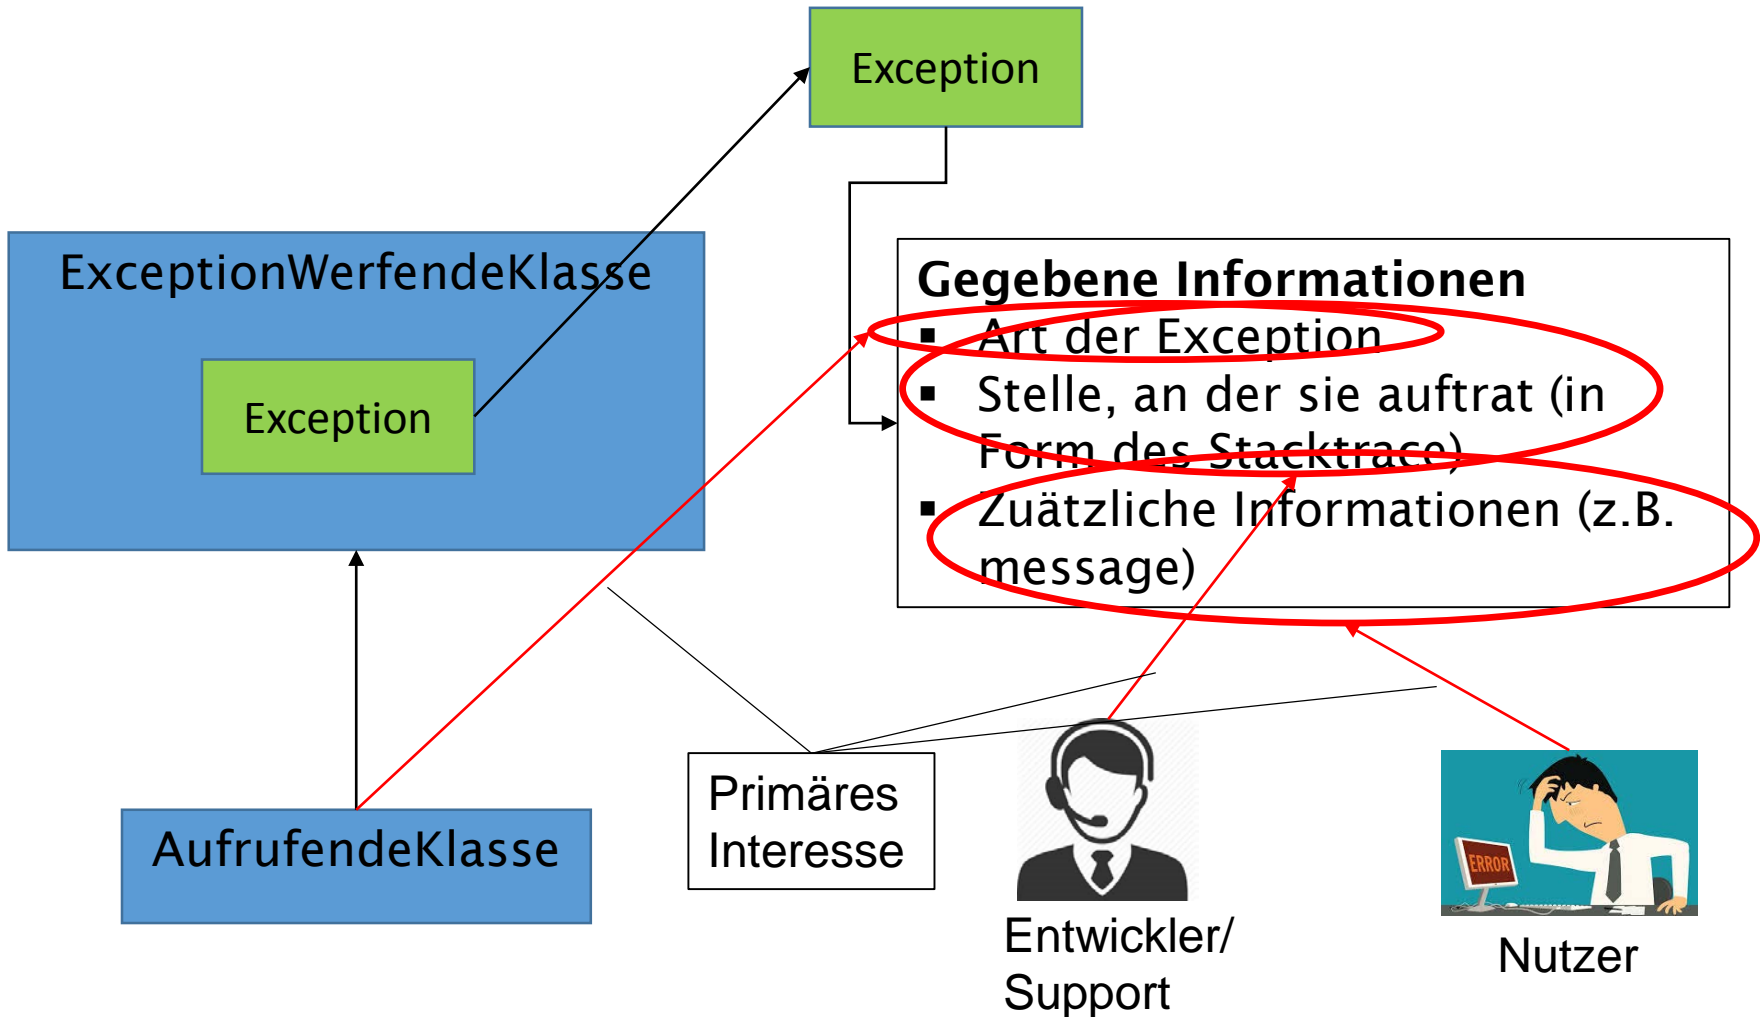 Exception
ExceptionWerfendeKlasse
Exception
Gegebene Informationen
▪ Art der Exception
▪ Stelle, an der sie auftrat (in
Form des Stacktrace)
▪ Zuätzliche Informationen (z.B.
message)
AufrufendeKlasse
Primäres
Interesse
Entwickler/
Support
ERROR
Nutzer